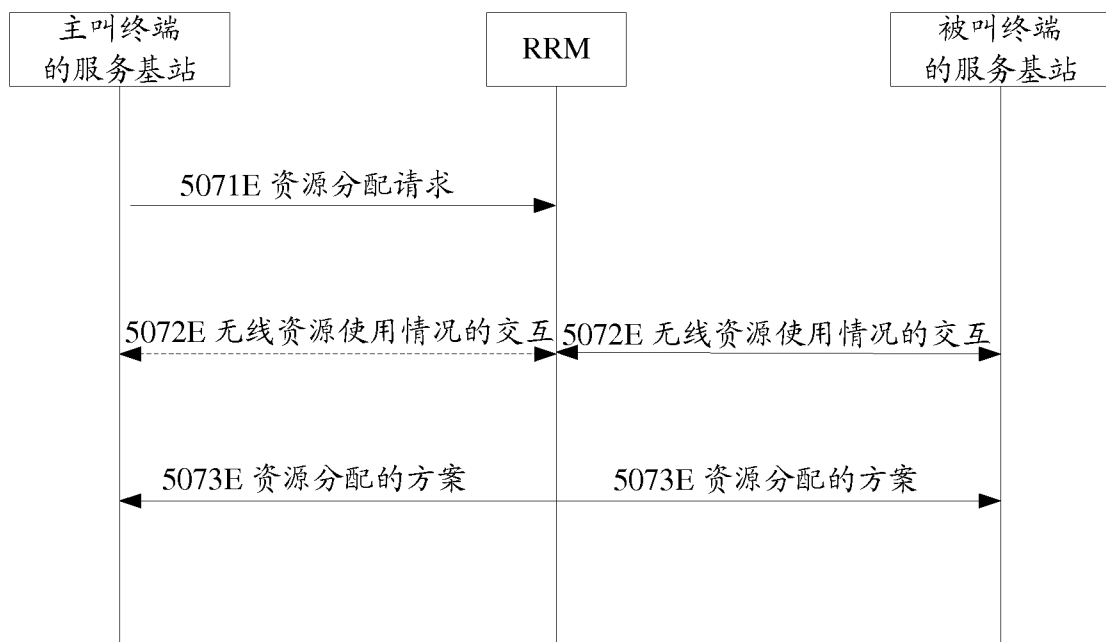 主叫终端
的服务基站
RRM
被叫终端
的服务基站
5071E 资源分配请求
5072E 无线资源使用情况的交互
5072E 无线资源使用情况的交互
5073E 资源分配的方案
5073E 资源分配的方案